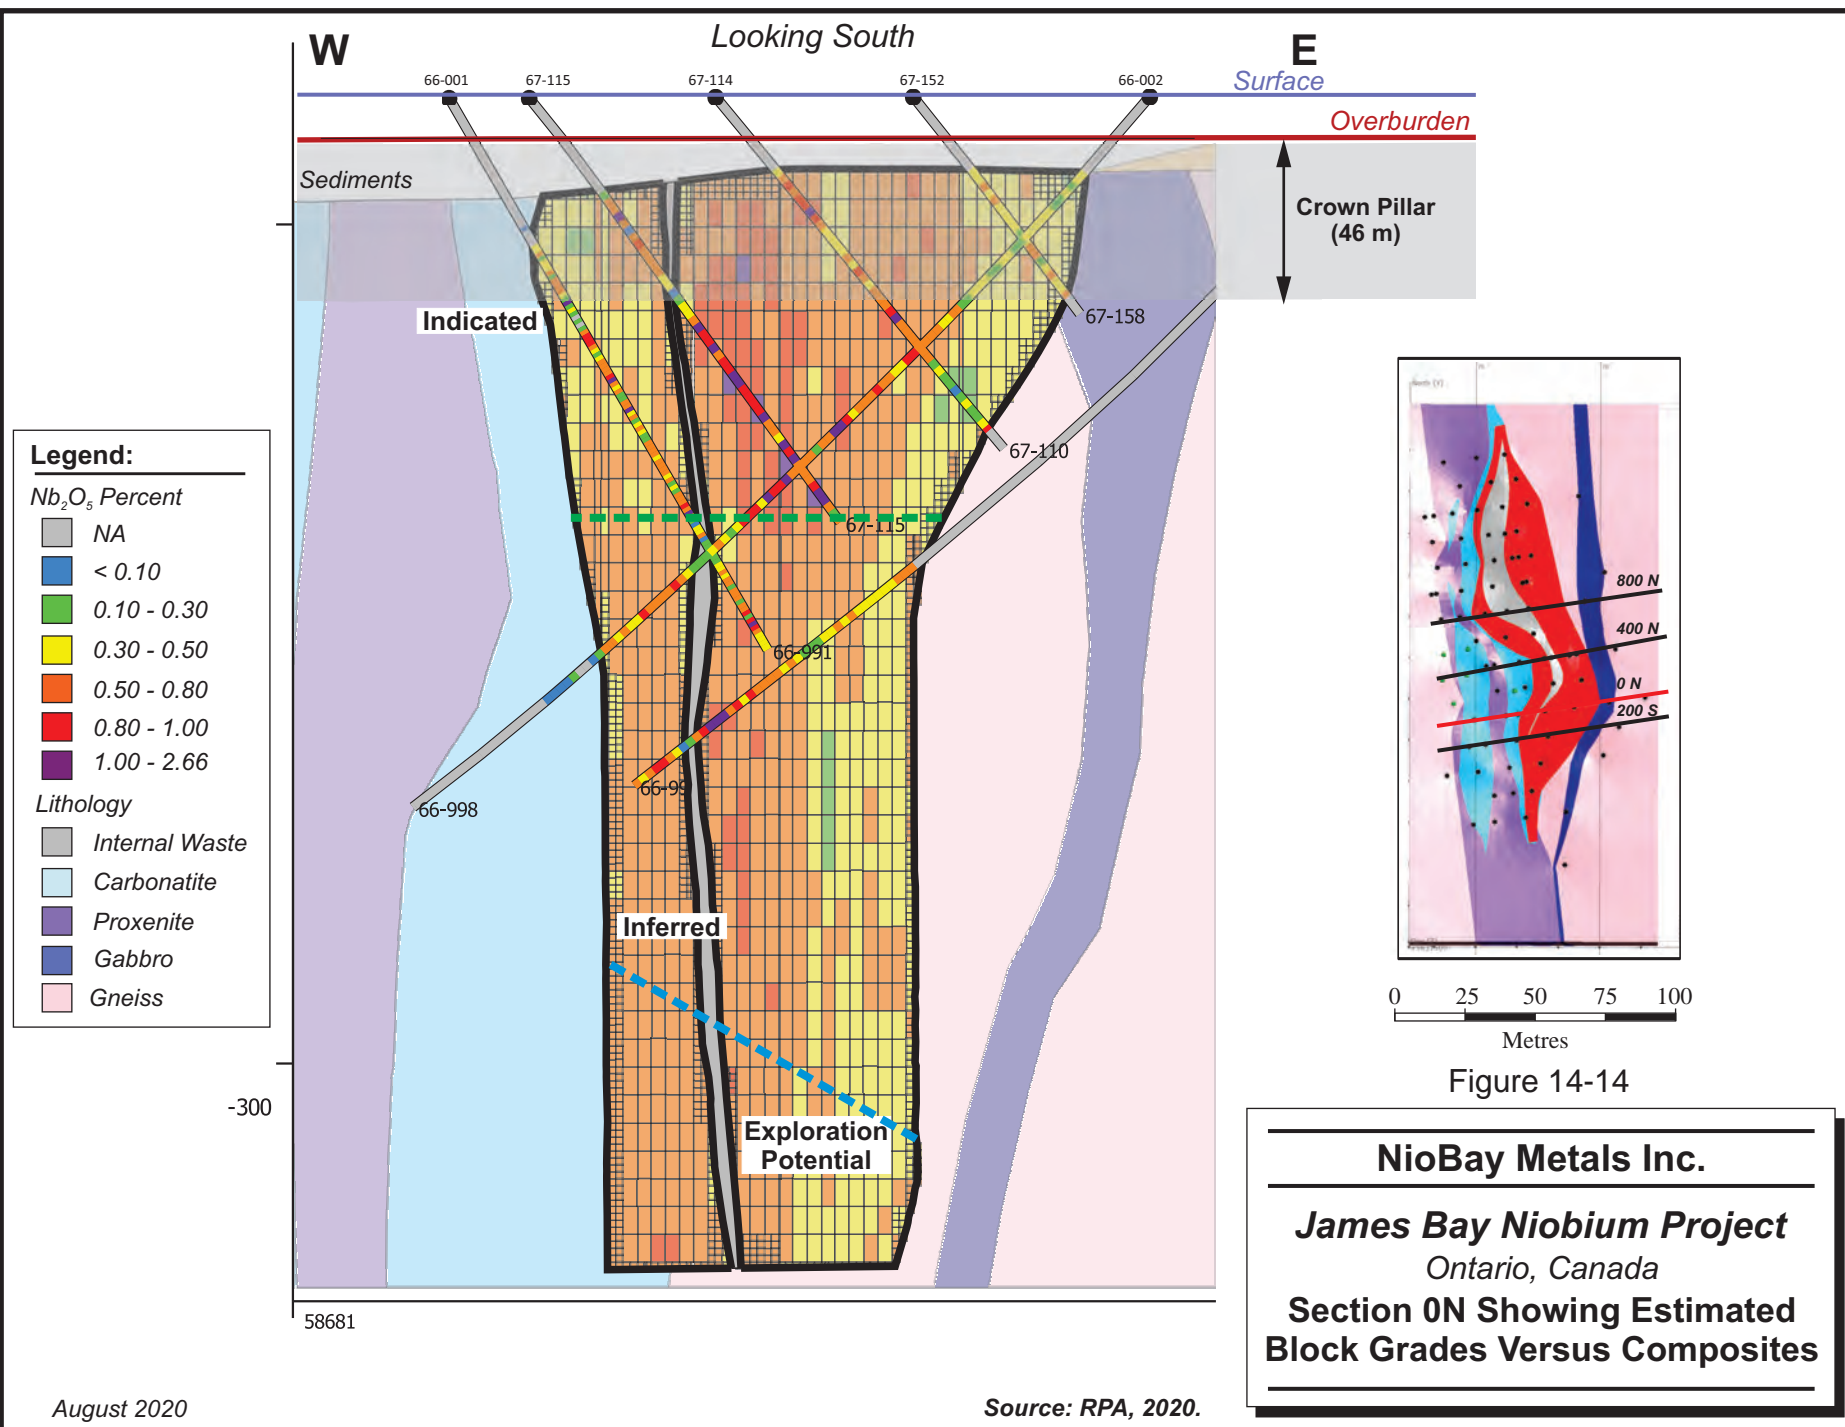 Looking South
W
E
66-001
67-115
67-114
67-152
66-002
Surface
Overburden
Sediments
Crown Pillar
(46 m)
Indicated
67-158
67-110
67-115
66-991
66-99
66-998
Inferred
Exploration
Potential
-300
58681
Legend:
Nb₂O₅ Percent
NA
< 0.10
0.10 - 0.30
0.30 - 0.50
0.50 - 0.80
0.80 - 1.00
1.00 - 2.66
Lithology
Internal Waste
Carbonatite
Proxenite
Gabbro
Gneiss
800 N
400 N
0 N
200 S
0 25 50 75 100
Metres
Figure 14-14
NioBay Metals Inc.
James Bay Niobium Project
Ontario, Canada
Section 0N Showing Estimated
Block Grades Versus Composites
August 2020
Source: RPA, 2020.